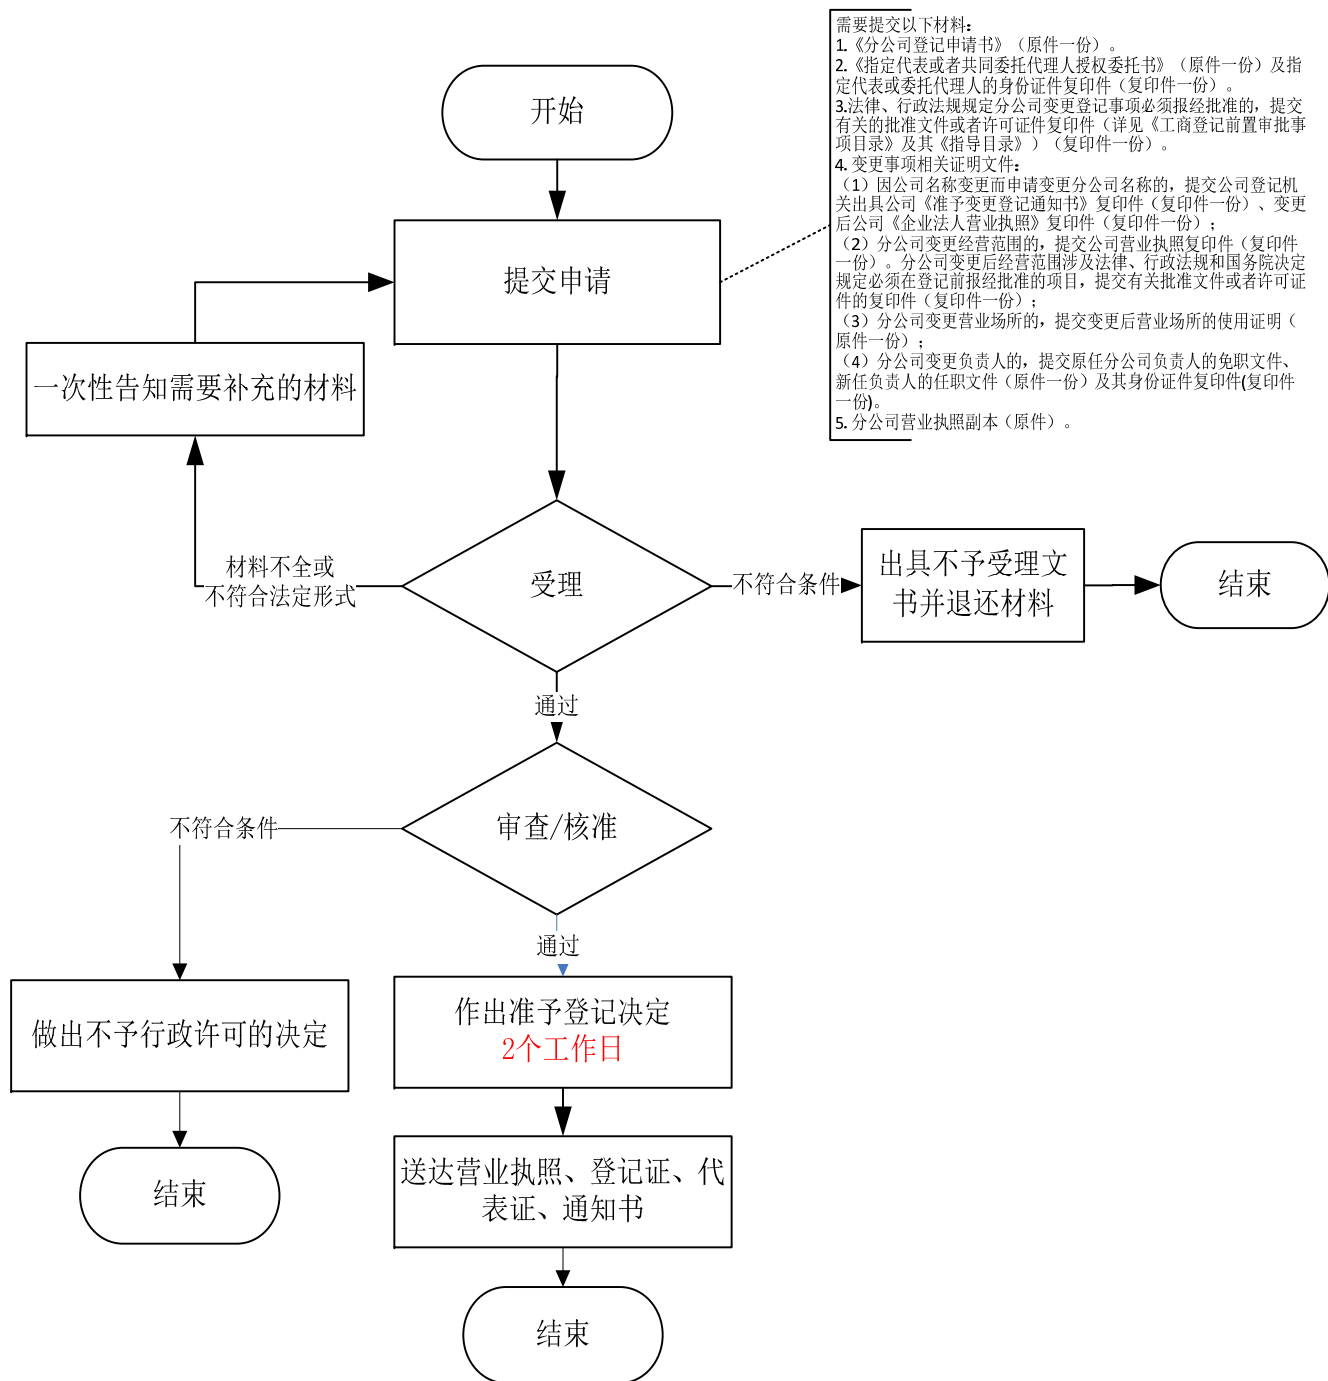 需要提交以下材料：
1.《分公司登记申请书》（原件一份）。
2.《指定代表或者共同委托代理人授权委托书》（原件一份）及指
定代表或委托代理人的身份证件复印件（复印件一份）。
3.法律、行政法规规定分公司变更登记事项必须报经批准的，提交
有关的批准文件或者许可证件复印件（详见《工商登记前置审批事
项目录》及其《指导目录》）（复印件一份）。
4. 变更事项相关证明文件：
（1）因公司名称变更而申请变更分公司名称的，提交公司登记机
关出具公司《准予变更登记通知书》复印件（复印件一份）、变更
后公司《企业法人营业执照》复印件（复印件一份）；
（2）分公司变更经营范围的，提交公司营业执照复印件（复印件
一份）。分公司变更后经营范围涉及法律、行政法规和国务院决定
规定必须在登记前报经批准的项目，提交有关批准文件或者许可证
件的复印件（复印件一份）；
（3）分公司变更营业场所的，提交变更后营业场所的使用证明（
原件一份）；
（4）分公司变更负责人的，提交原任分公司负责人的免职文件、
新任负责人的任职文件（原件一份）及其身份证件复印件(复印件
一份)。
5. 分公司营业执照副本（原件）。
开始
提交申请
一次性告知需要补充的材料
材料不全或
不符合法定形式
受理
不符合条件
出具不予受理文
书并退还材料
结束
通过
审查/核准
不符合条件
通过
做出不予行政许可的决定
作出准予登记决定
2个工作日
送达营业执照、登记证、代
表证、通知书
结束
结束